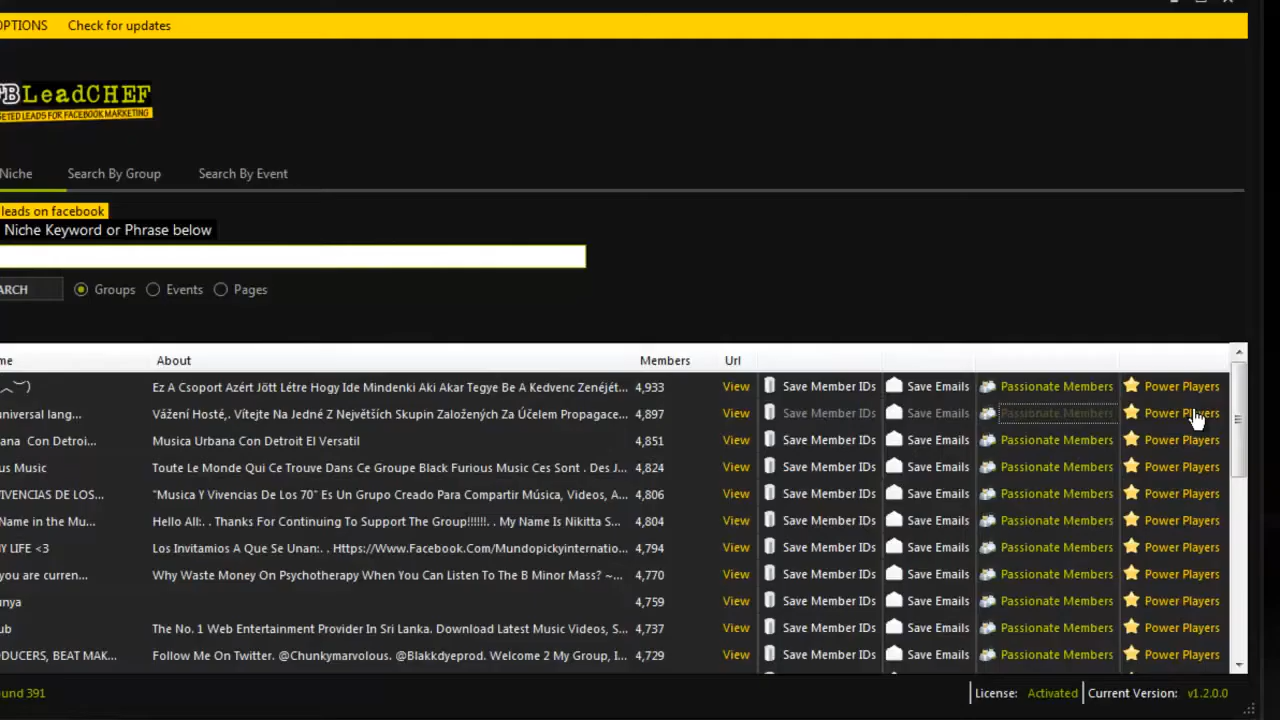 OPTIONS Check for updates
FBLeadCHEF
GETED LEADS FOR FACEBOOK MARKETING
Niche Search By Group Search By Event
leads on facebook
Niche Keyword or Phrase below
ARCH Groups Events Pages
me About Members Url
Ez A Csoport Azért Jött Létre Hogy Ide Mindenki Aki Akar Tegye Be A Kedvenc Zenéjét... 4,933 View Save Member IDs Save Emails Passionate Members Power Players
universal lang... Vážení Hosté,. Vítejte Na Jedné Z Největších Skupin Založených Za Účelem Propagace... 4,897 View Save Member IDs Save Emails Passionate Members Power Players
ana Con Detroi... Musica Urbana Con Detroit El Versatil 4,851 View Save Member IDs Save Emails Passionate Members Power Players
us Music Toute Le Monde Qui Ce Trouve Dans Ce Groupe Black Furious Music Ces Sont . Des J... 4,824 View Save Member IDs Save Emails Passionate Members Power Players
VIVENCIAS DE LOS... "Musica Y Vivencias De Los 70" Es Un Grupo Creado Para Compartir Música, Videos, A... 4,806 View Save Member IDs Save Emails Passionate Members Power Players
Name in the Mu... Hello All:. . Thanks For Continuing To Support The Group!!!!!!. . My Name Is Nikitta S... 4,804 View Save Member IDs Save Emails Passionate Members Power Players
Y LIFE <3 Los Invitamios A Que Se Unan:. . Https://Www.Facebook.Com/Mundopickyinternatio... 4,794 View Save Member IDs Save Emails Passionate Members Power Players
you are curren... Why Waste Money On Psychotherapy When You Can Listen To The B Minor Mass? ~... 4,770 View Save Member IDs Save Emails Passionate Members Power Players
unya 4,759 View Save Member IDs Save Emails Passionate Members Power Players
ub The No. 1 Web Entertainment Provider In Sri Lanka. Download Latest Music Videos, S... 4,737 View Save Member IDs Save Emails Passionate Members Power Players
DUCERS, BEAT MAK... Follow Me On Twitter. @Chunkymarvolous. @Blakkdyeprod. Welcome 2 My Group, I... 4,729 View Save Member IDs Save Emails Passionate Members Power Players
und 391 License: Activated Current Version: v1.2.0.0